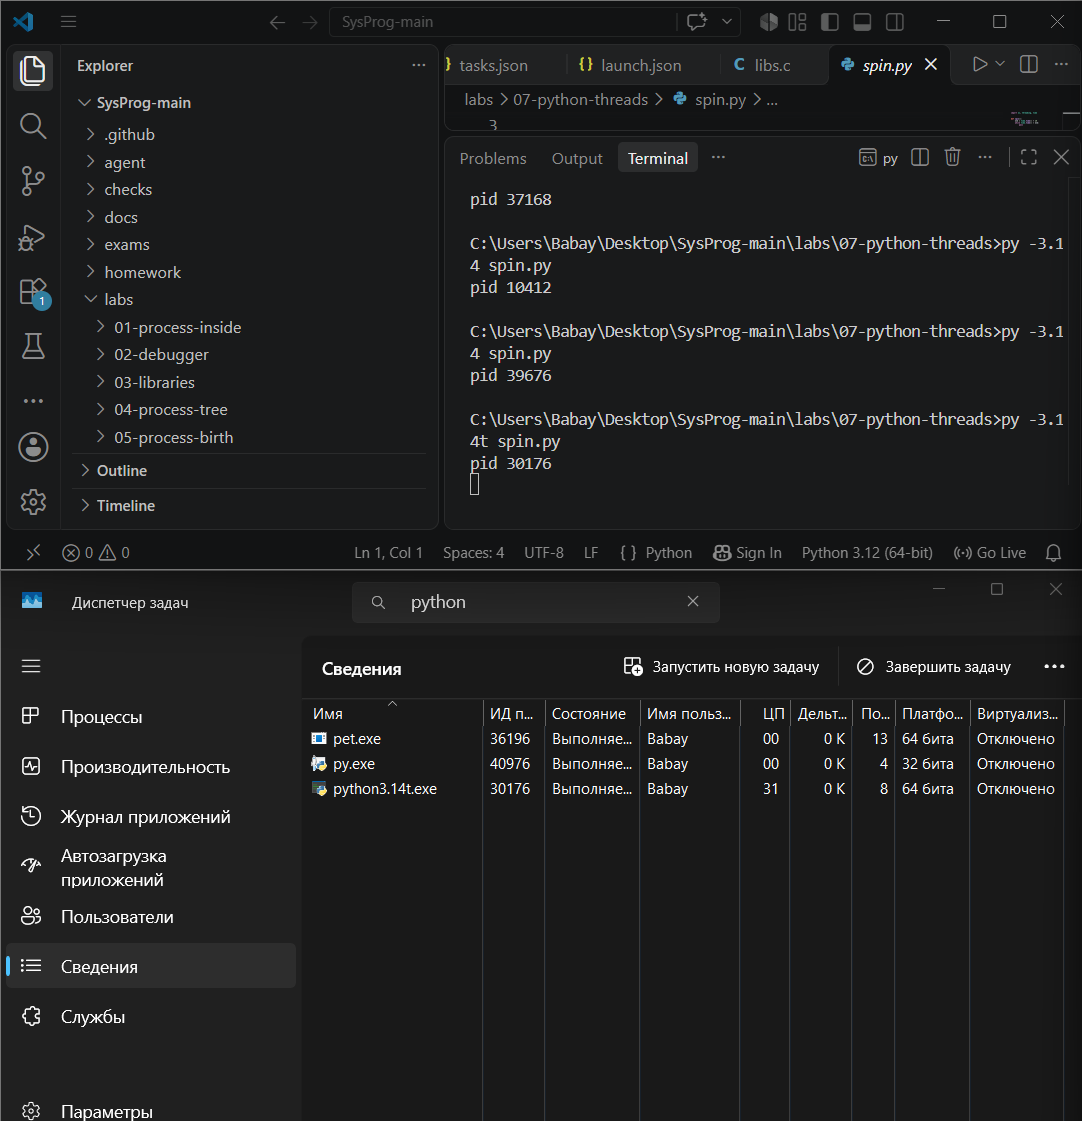 SysProg-main
Explorer
SysProg-main
.github
agent
checks
docs
exams
homework
labs
01-process-inside
02-debugger
03-libraries
04-process-tree
05-process-birth
Outline
Timeline
1
tasks.json
launch.json
libs.c
spin.py
labs > 07-python-threads > spin.py > ...
3
Problems Output Terminal
py
pid 37168
C:\Users\Babay\Desktop\SysProg-main\labs\07-python-threads>py -3.1
4 spin.py
pid 10412
C:\Users\Babay\Desktop\SysProg-main\labs\07-python-threads>py -3.1
4 spin.py
pid 39676
C:\Users\Babay\Desktop\SysProg-main\labs\07-python-threads>py -3.1
4t spin.py
pid 30176
0 0 Ln 1, Col 1 Spaces: 4 UTF-8 LF {} Python Sign In Python 3.12 (64-bit) Go Live
Диспетчер задач
python
Процессы
Производительность
Журнал приложений
Автозагрузка
приложений
Пользователи
Сведения
Службы
Параметры
Сведения
Запустить новую задачу
Завершить задачу
Имя ИД п... Состояние Имя польз... ЦП Дельт... По... Платфо... Виртуализ...
pet.exe 36196 Выполняе... Babay 00 0 К 13 64 бита Отключено
py.exe 40976 Выполняе... Babay 00 0 К 4 32 бита Отключено
python3.14t.exe 30176 Выполняе... Babay 31 0 К 8 64 бита Отключено